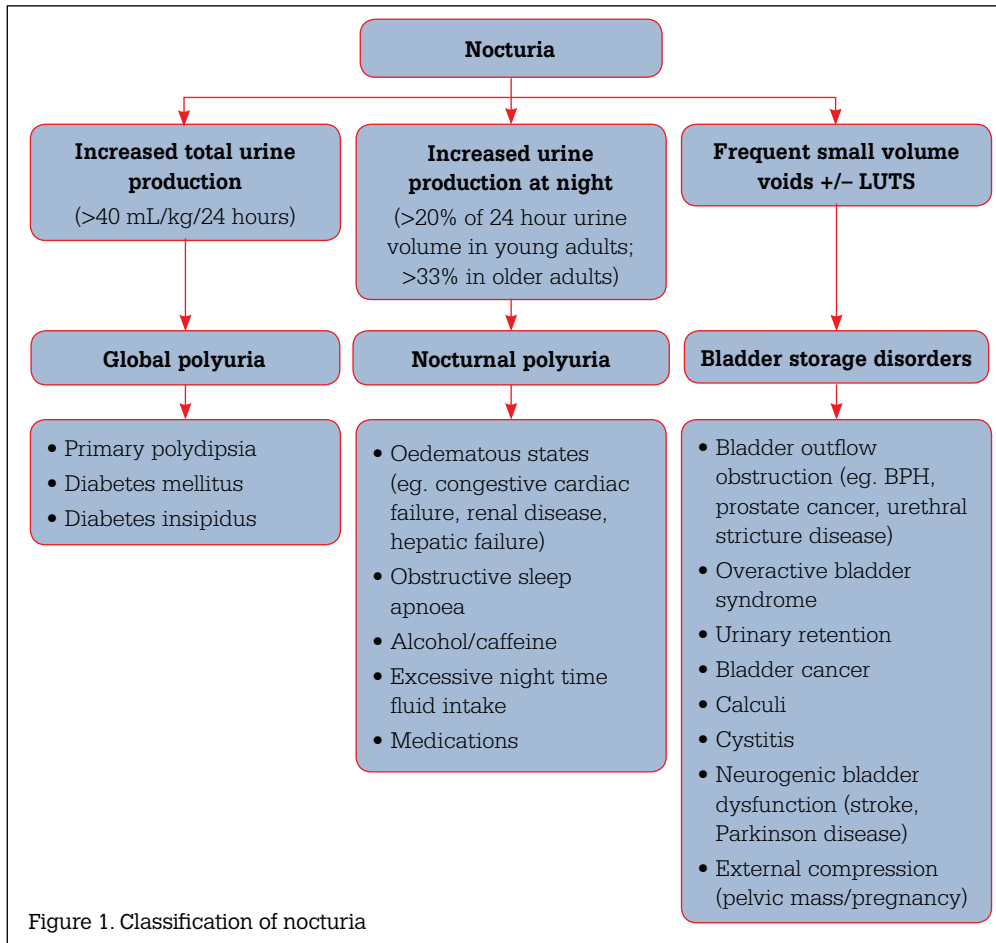 Nocturia
Increased total urine
production
(>40 mL/kg/24 hours)
Increased urine
production at night
(>20% of 24 hour urine
volume in young adults;
>33% in older adults)
Frequent small volume
voids +/– LUTS
Global polyuria
Nocturnal polyuria
Bladder storage disorders
• Primary polydipsia
• Diabetes mellitus
• Diabetes insipidus
• Oedematous states
(eg. congestive cardiac
failure, renal disease,
hepatic failure)
• Obstructive sleep
apnoea
• Alcohol/caffeine
• Excessive night time
fluid intake
• Medications
• Bladder outflow
obstruction (eg. BPH,
prostate cancer, urethral
stricture disease)
• Overactive bladder
syndrome
• Urinary retention
• Bladder cancer
• Calculi
• Cystitis
• Neurogenic bladder
dysfunction (stroke,
Parkinson disease)
• External compression
(pelvic mass/pregnancy)
Figure 1. Classification of nocturia